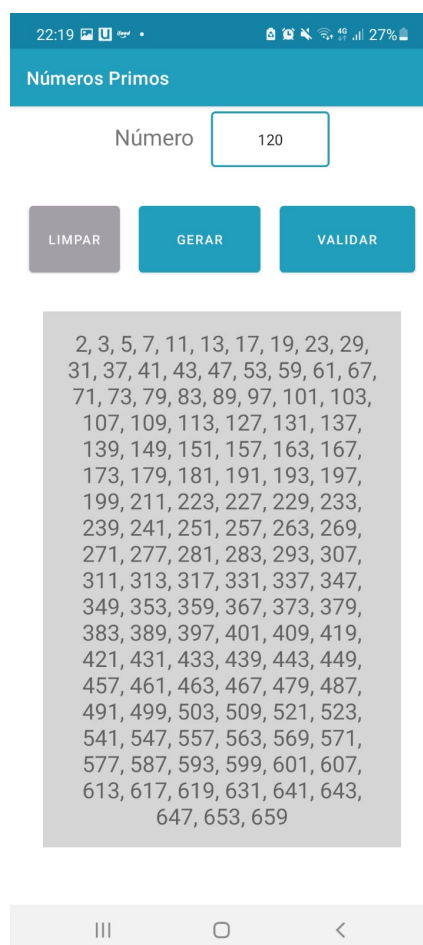 22:19
27%
Números Primos
Número 120
LIMPAR GERAR VALIDAR
2, 3, 5, 7, 11, 13, 17, 19, 23, 29,
31, 37, 41, 43, 47, 53, 59, 61, 67,
71, 73, 79, 83, 89, 97, 101, 103,
107, 109, 113, 127, 131, 137,
139, 149, 151, 157, 163, 167,
173, 179, 181, 191, 193, 197,
199, 211, 223, 227, 229, 233,
239, 241, 251, 257, 263, 269,
271, 277, 281, 283, 293, 307,
311, 313, 317, 331, 337, 347,
349, 353, 359, 367, 373, 379,
383, 389, 397, 401, 409, 419,
421, 431, 433, 439, 443, 449,
457, 461, 463, 467, 479, 487,
491, 499, 503, 509, 521, 523,
541, 547, 557, 563, 569, 571,
577, 587, 593, 599, 601, 607,
613, 617, 619, 631, 641, 643,
647, 653, 659